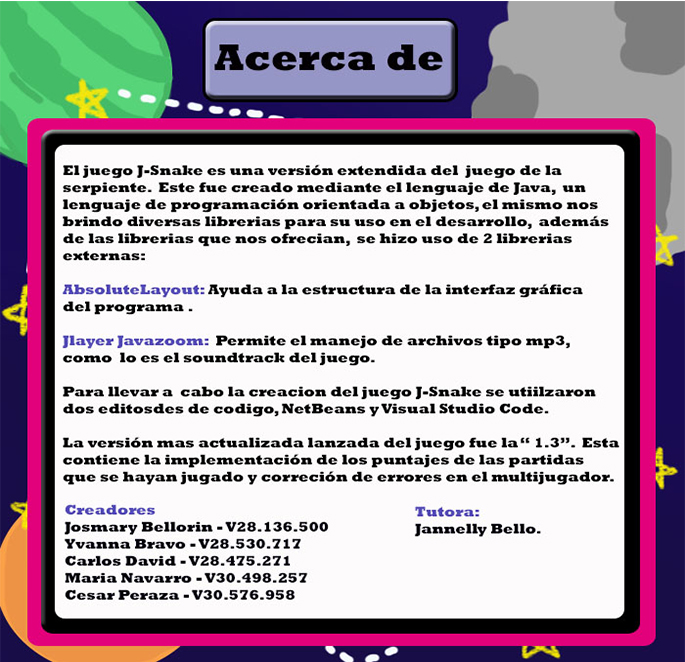 Acerca de
El juego J-Snake es una versión extendida del juego de la
serpiente. Este fue creado mediante el lenguaje de Java, un
lenguaje de programación orientada a objetos, el mismo nos
brindo diversas librerias para su uso en el desarrollo, además
de las librerias que nos ofrecian, se hizo uso de 2 librerias
externas:
AbsoluteLayout: Ayuda a la estructura de la interfaz gráfica
del programa .
Jlayer Javazoom: Permite el manejo de archivos tipo mp3,
como lo es el soundtrack del juego.
Para llevar a cabo la creacion del juego J-Snake se utiilzaron
dos editosdes de codigo, NetBeans y Visual Studio Code.
La versión mas actualizada lanzada del juego fue la “ 1.3”. Esta
contiene la implementación de los puntajes de las partidas
que se hayan jugado y correción de errores en el multijugador.
Creadores
Josmary Bellorin - V28.136.500
Yvanna Bravo - V28.530.717
Carlos David - V28.475.271
Maria Navarro - V30.498.257
Cesar Peraza - V30.576.958
Tutora:
Jannelly Bello.